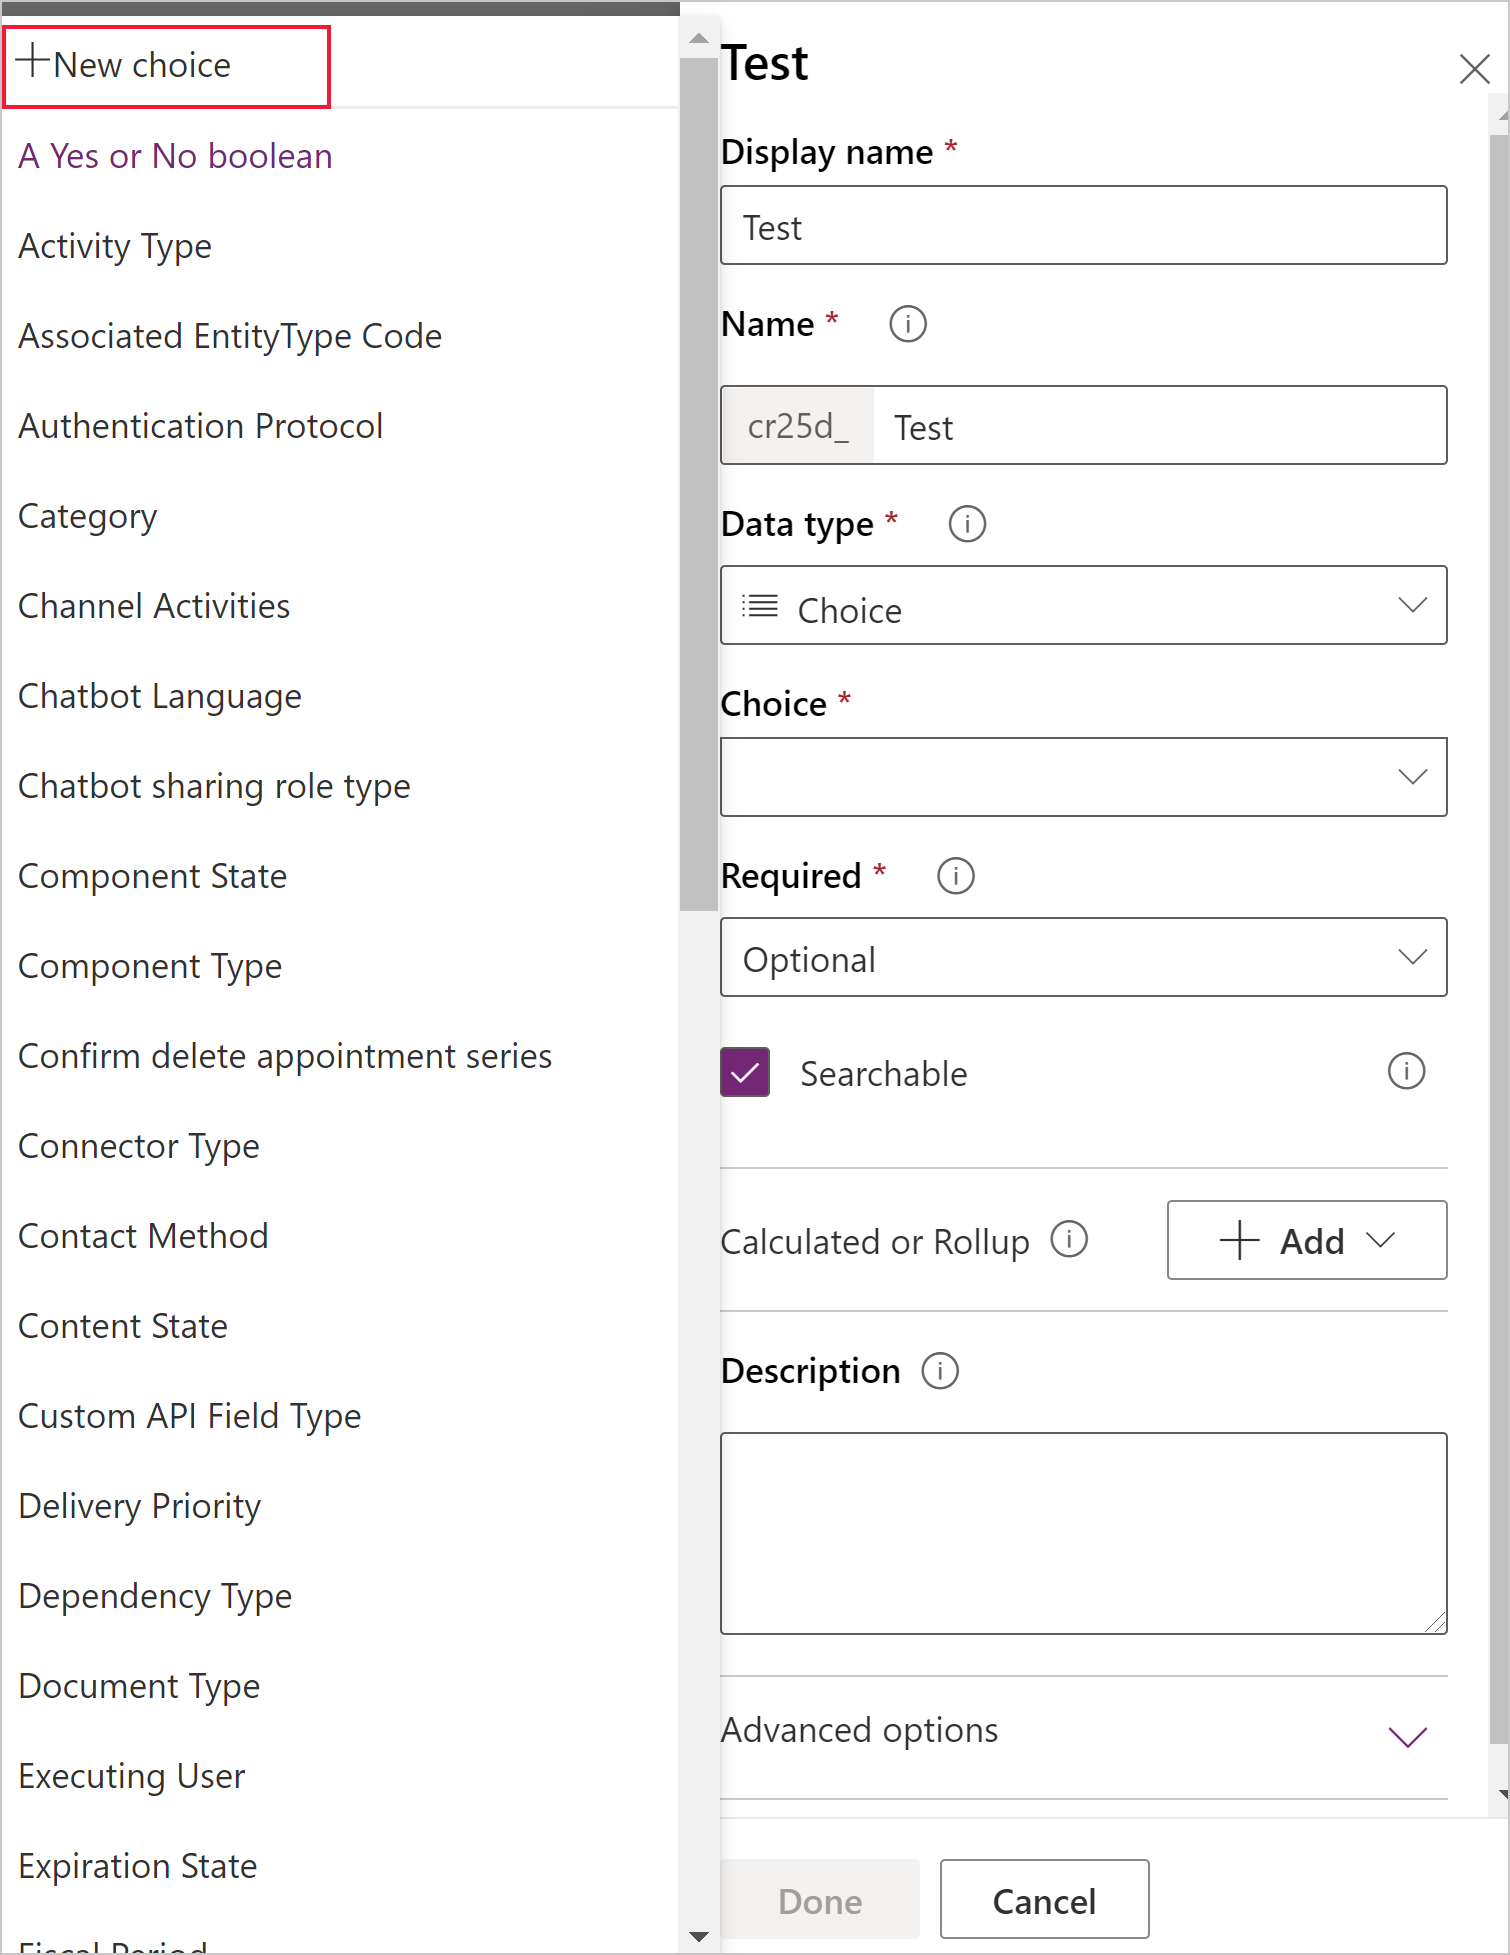 New choice
A Yes or No boolean
Activity Type
Associated EntityType Code
Authentication Protocol
Category
Channel Activities
Chatbot Language
Chatbot sharing role type
Component State
Component Type
Confirm delete appointment series
Connector Type
Contact Method
Content State
Custom API Field Type
Delivery Priority
Dependency Type
Document Type
Executing User
Expiration State
Fiscal Period
Test
Display name *
Test
Name *
cr25d_ Test
Data type *
Choice
Choice *
Required *
Optional
Searchable
Calculated or Rollup
Add
Description
Advanced options
Done
Cancel